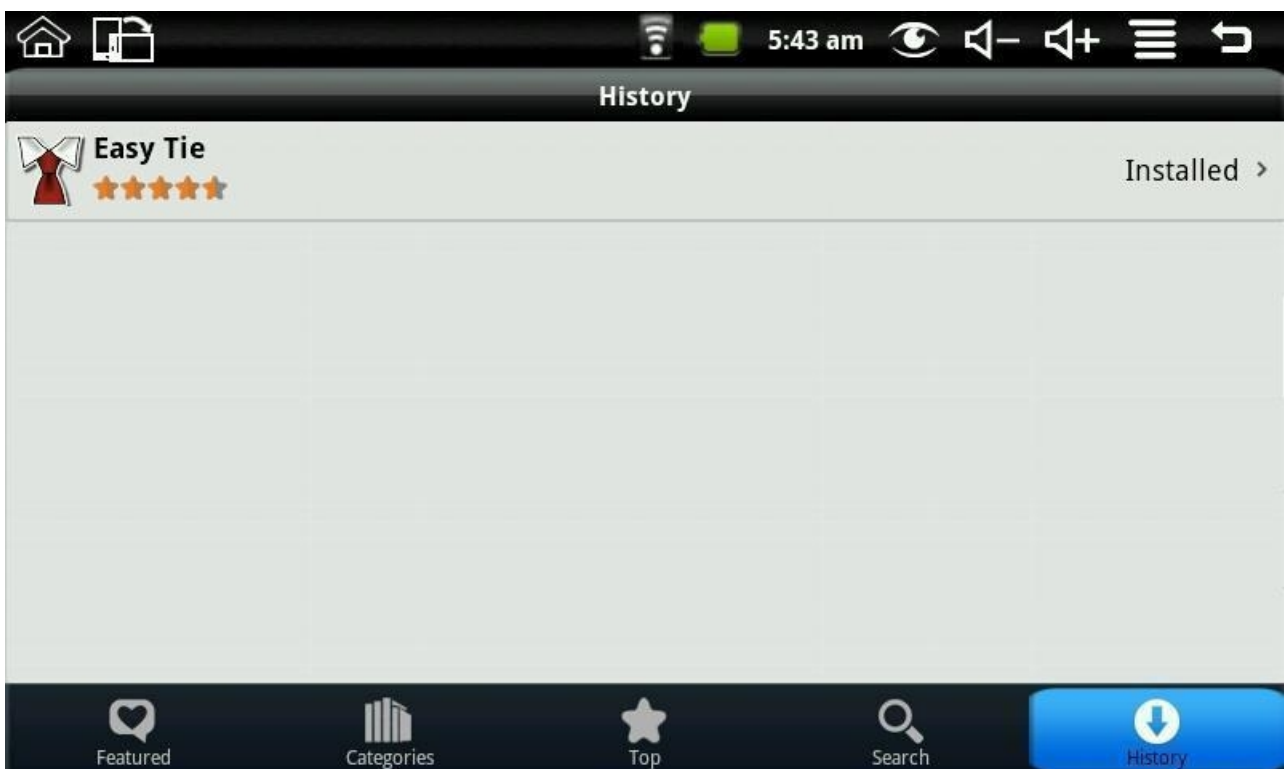 5:43 am
History
Easy Tie
Installed
Featured
Categories
Top
Search
History